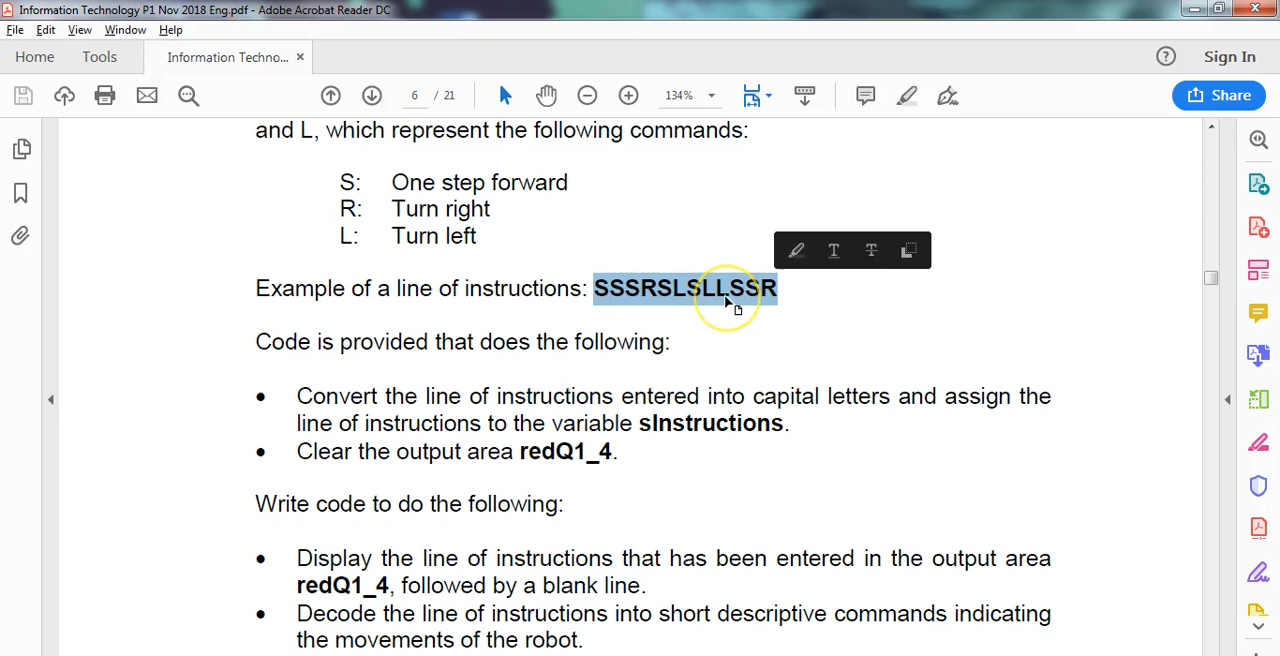 Information Technology P1 Nov 2018 Eng.pdf - Adobe Acrobat Reader DC
File Edit View Window Help
Home Tools Information Techno... × Sign In
6 / 21 134% Share
and L, which represent the following commands:
S: One step forward
R: Turn right
L: Turn left
Example of a line of instructions: SSSRSLSLLSSR
Code is provided that does the following:
• Convert the line of instructions entered into capital letters and assign the
line of instructions to the variable sInstructions.
• Clear the output area redQ1_4.
Write code to do the following:
• Display the line of instructions that has been entered in the output area
redQ1_4, followed by a blank line.
• Decode the line of instructions into short descriptive commands indicating
the movements of the robot.